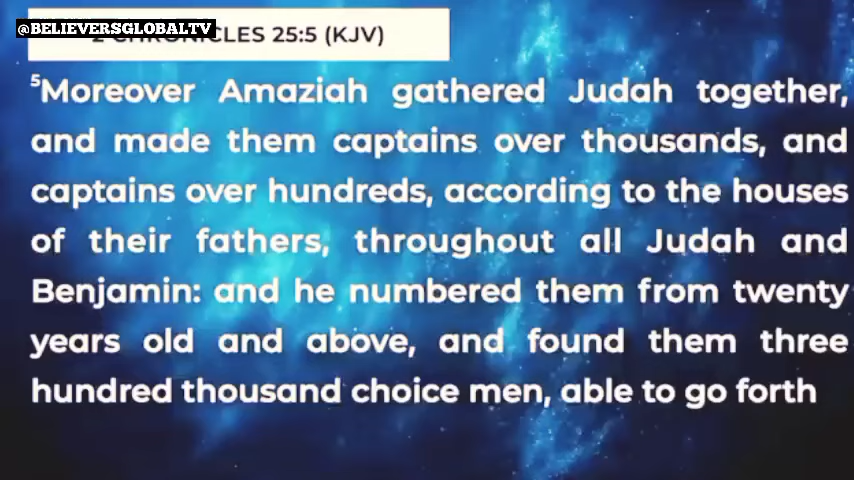 @BELIEVERSGLOBALTV
2 CHRONICLES 25:5 (KJV)
⁵Moreover Amaziah gathered Judah together,
and made them captains over thousands, and
captains over hundreds, according to the houses
of their fathers, throughout all Judah and
Benjamin: and he numbered them from twenty
years old and above, and found them three
hundred thousand choice men, able to go forth